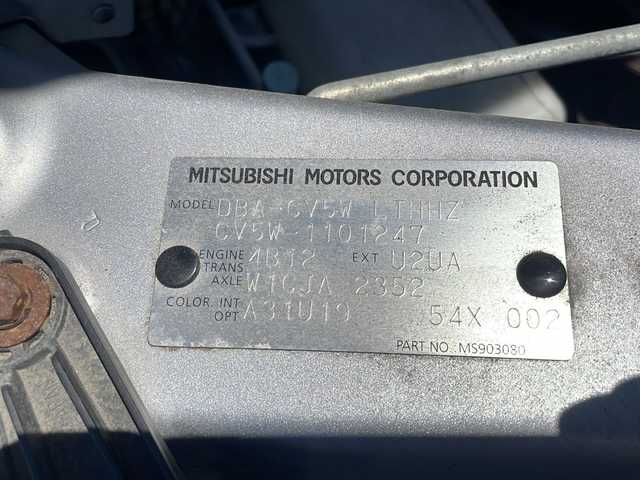 MITSUBISHI MOTORS CORPORATION
MODEL DBA-CV5W LTHHZ
CV5W-1101247
ENGINE 4B12 EXT U2UA
TRANS AXLE W1CJA 2352
COLOR. INT OPT A31U19 54X 002
PART NO. MS903080